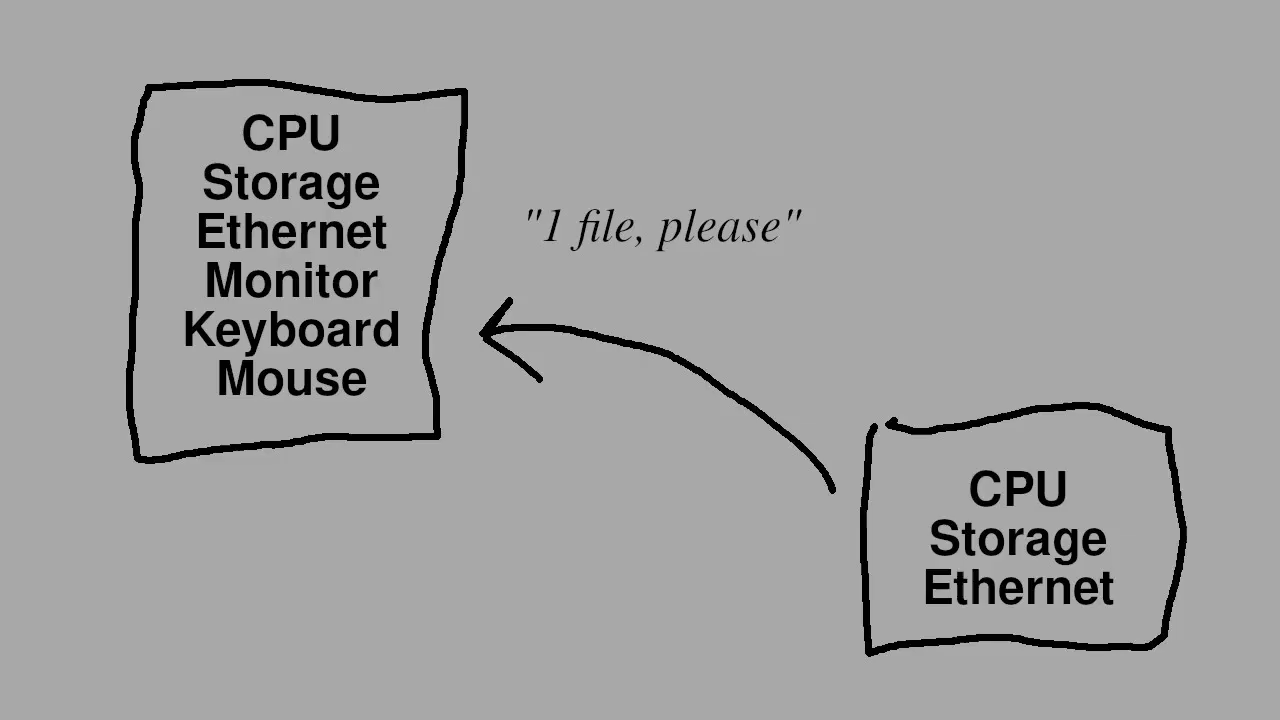 CPU
Storage
Ethernet
Monitor
Keyboard
Mouse
"1 file, please"
CPU
Storage
Ethernet